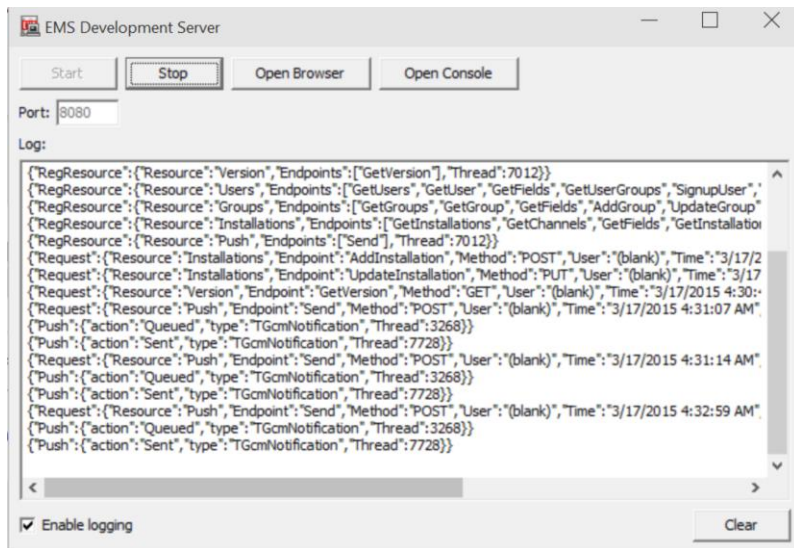 EMS Development Server
Start Stop Open Browser Open Console
Port: 8080
Log:
{"RegResource":{"Resource":"Version","Endpoints":["GetVersion"],"Thread":7012}}
{"RegResource":{"Resource":"Users","Endpoints":["GetUsers","GetUser","GetFields","GetUserGroups","SignupUser","
{"RegResource":{"Resource":"Groups","Endpoints":["GetGroups","GetGroup","GetFields","AddGroup","UpdateGroup"
{"RegResource":{"Resource":"Installations","Endpoints":["GetInstallations","GetChannels","GetFields","GetInstallation
{"RegResource":{"Resource":"Push","Endpoints":["Send"],"Thread":7012}}
{"Request":{"Resource":"Installations","Endpoint":"AddInstallation","Method":"POST","User":"(blank)","Time":"3/17/2
{"Request":{"Resource":"Installations","Endpoint":"UpdateInstallation","Method":"PUT","User":"(blank)","Time":"3/17
{"Request":{"Resource":"Version","Endpoint":"GetVersion","Method":"GET","User":"(blank)","Time":"3/17/2015 4:30:
{"Request":{"Resource":"Push","Endpoint":"Send","Method":"POST","User":"(blank)","Time":"3/17/2015 4:31:07 AM",
{"Push":{"action":"Queued","type":"TGcmNotification","Thread":3268}}
{"Push":{"action":"Sent","type":"TGcmNotification","Thread":7728}}
{"Request":{"Resource":"Push","Endpoint":"Send","Method":"POST","User":"(blank)","Time":"3/17/2015 4:31:14 AM",
{"Push":{"action":"Queued","type":"TGcmNotification","Thread":3268}}
{"Push":{"action":"Sent","type":"TGcmNotification","Thread":7728}}
{"Request":{"Resource":"Push","Endpoint":"Send","Method":"POST","User":"(blank)","Time":"3/17/2015 4:32:59 AM",
{"Push":{"action":"Queued","type":"TGcmNotification","Thread":3268}}
{"Push":{"action":"Sent","type":"TGcmNotification","Thread":7728}}
Enable logging Clear